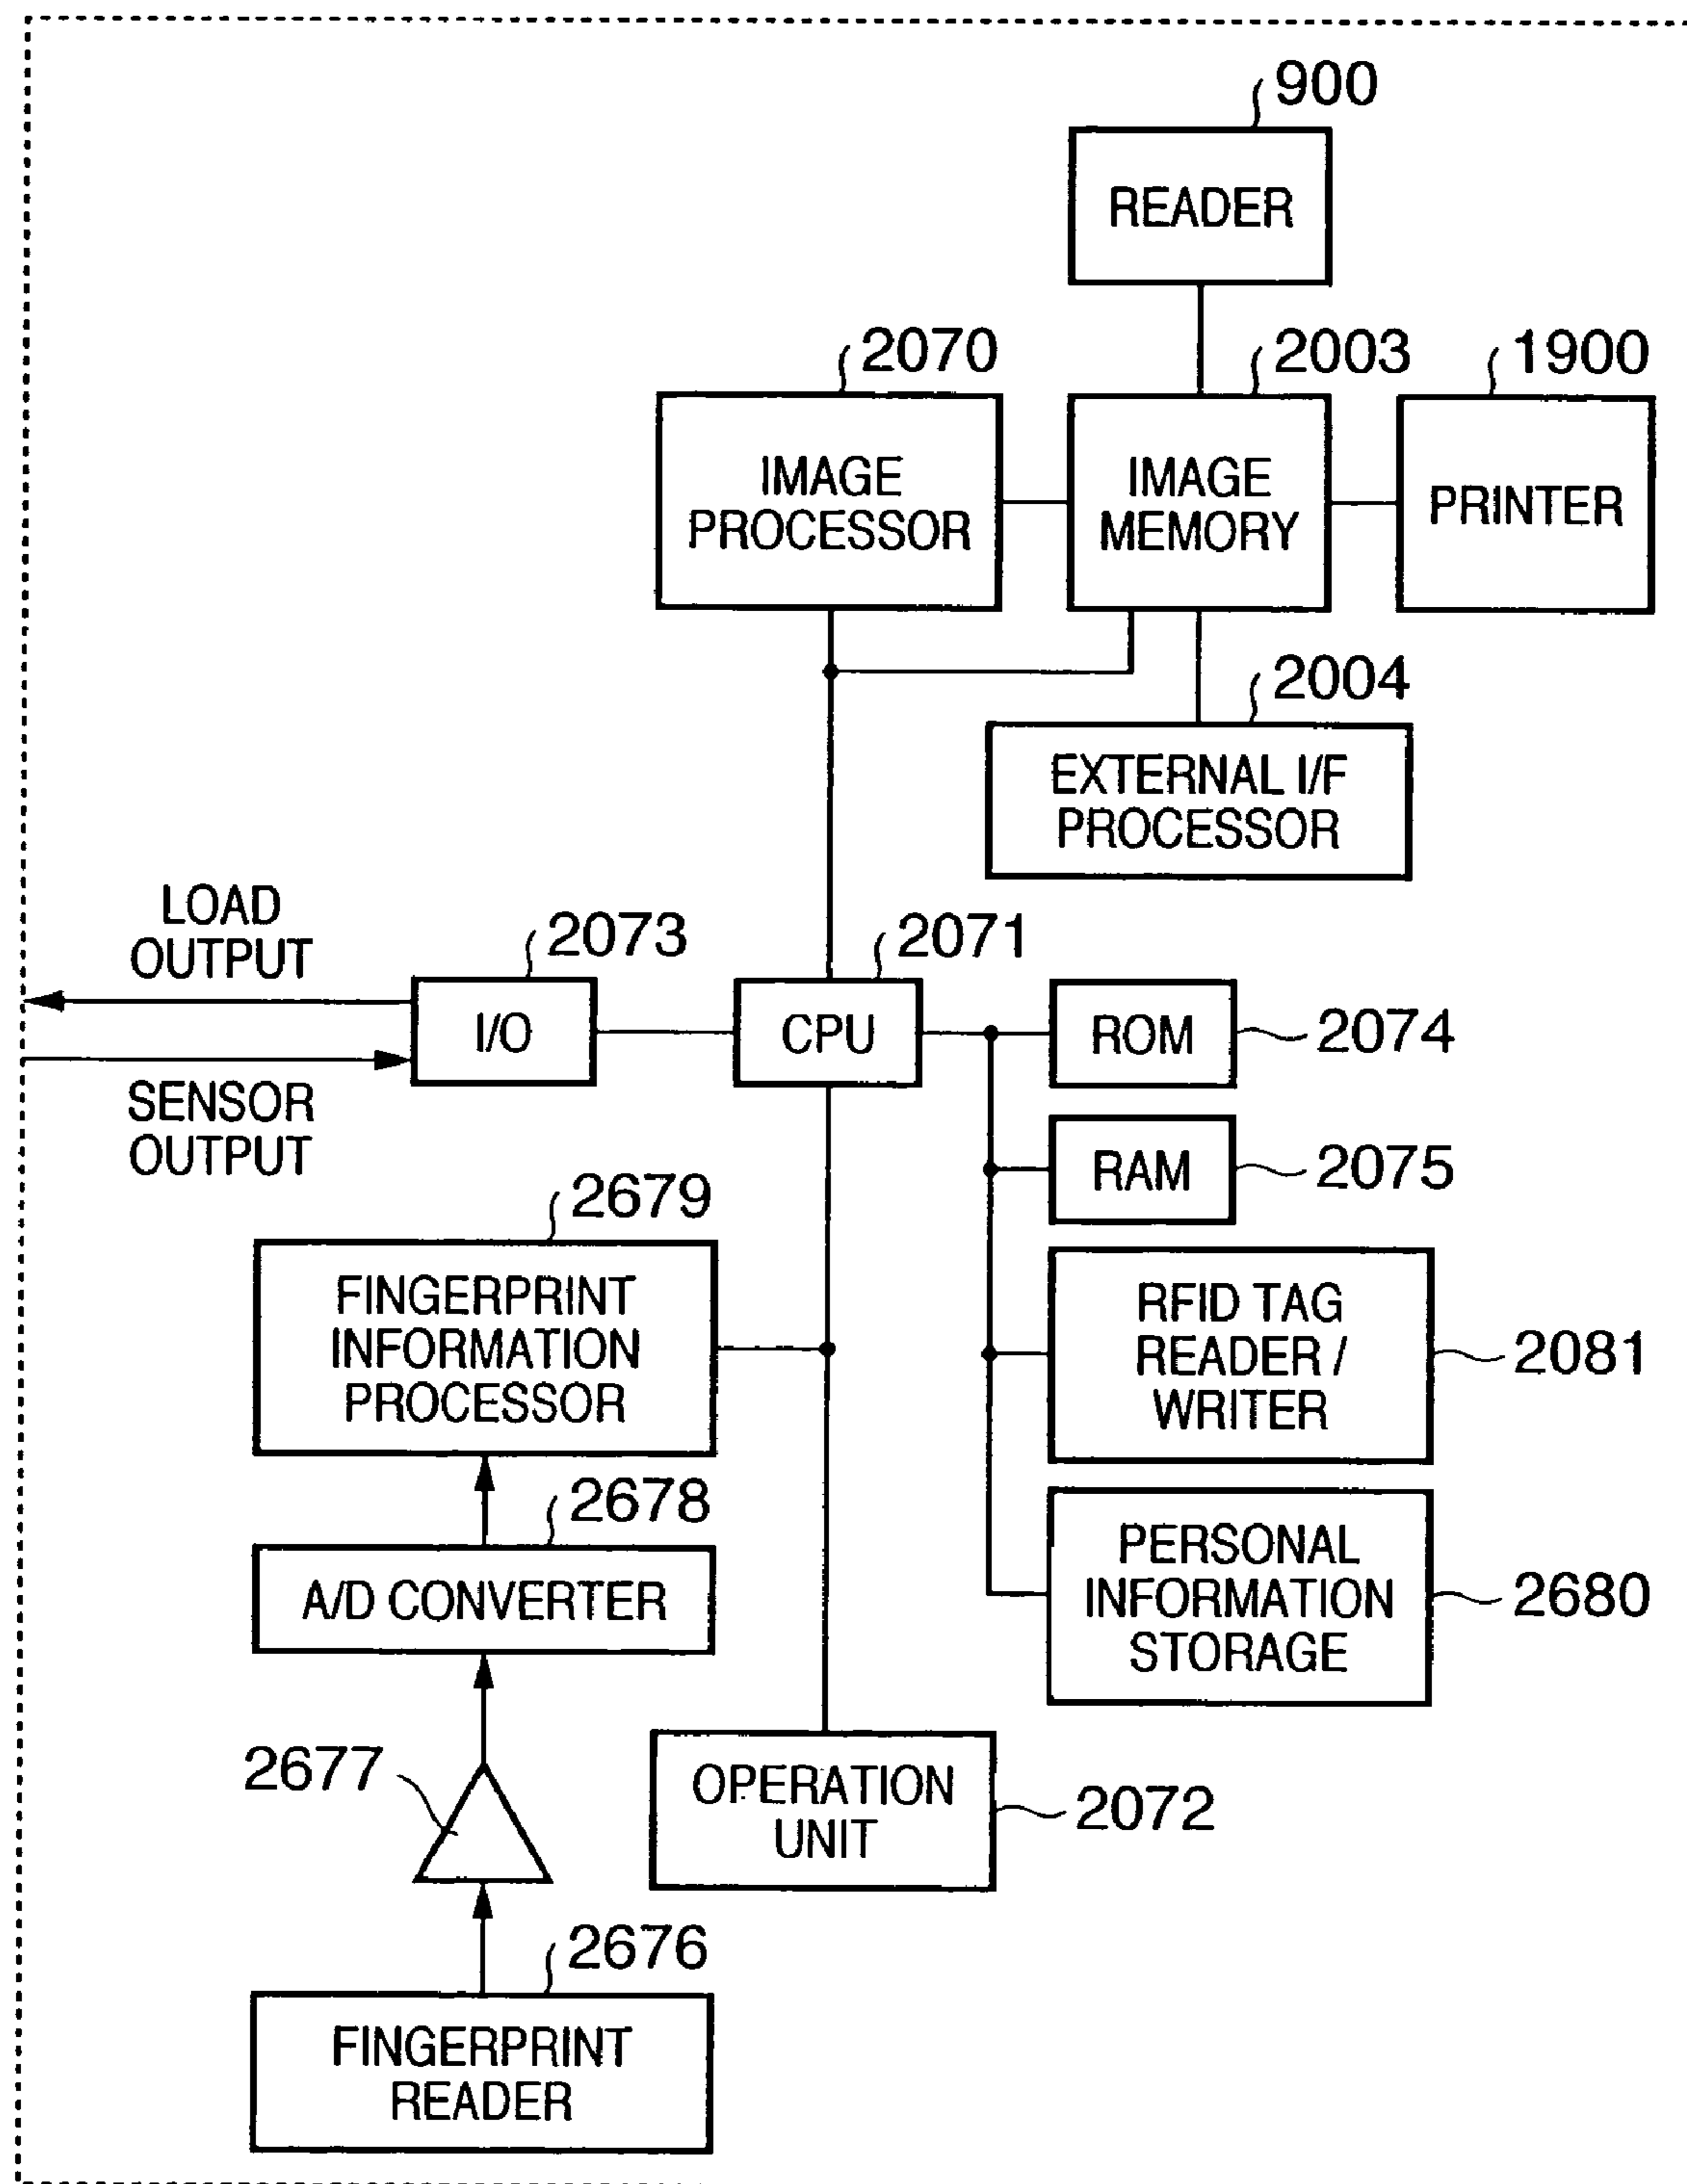 900
READER
2070
2003
1900
IMAGE
PROCESSOR
IMAGE
MEMORY
PRINTER
2004
EXTERNAL I/F
PROCESSOR
LOAD
OUTPUT
2073
2071
I/O
CPU
ROM
2074
SENSOR
OUTPUT
RAM
2075
2679
FINGERPRINT
INFORMATION
PROCESSOR
RFID TAG
READER /
WRITER
2081
2678
A/D CONVERTER
PERSONAL
INFORMATION
STORAGE
2680
2677
OPERATION
UNIT
2072
2676
FINGERPRINT
READER